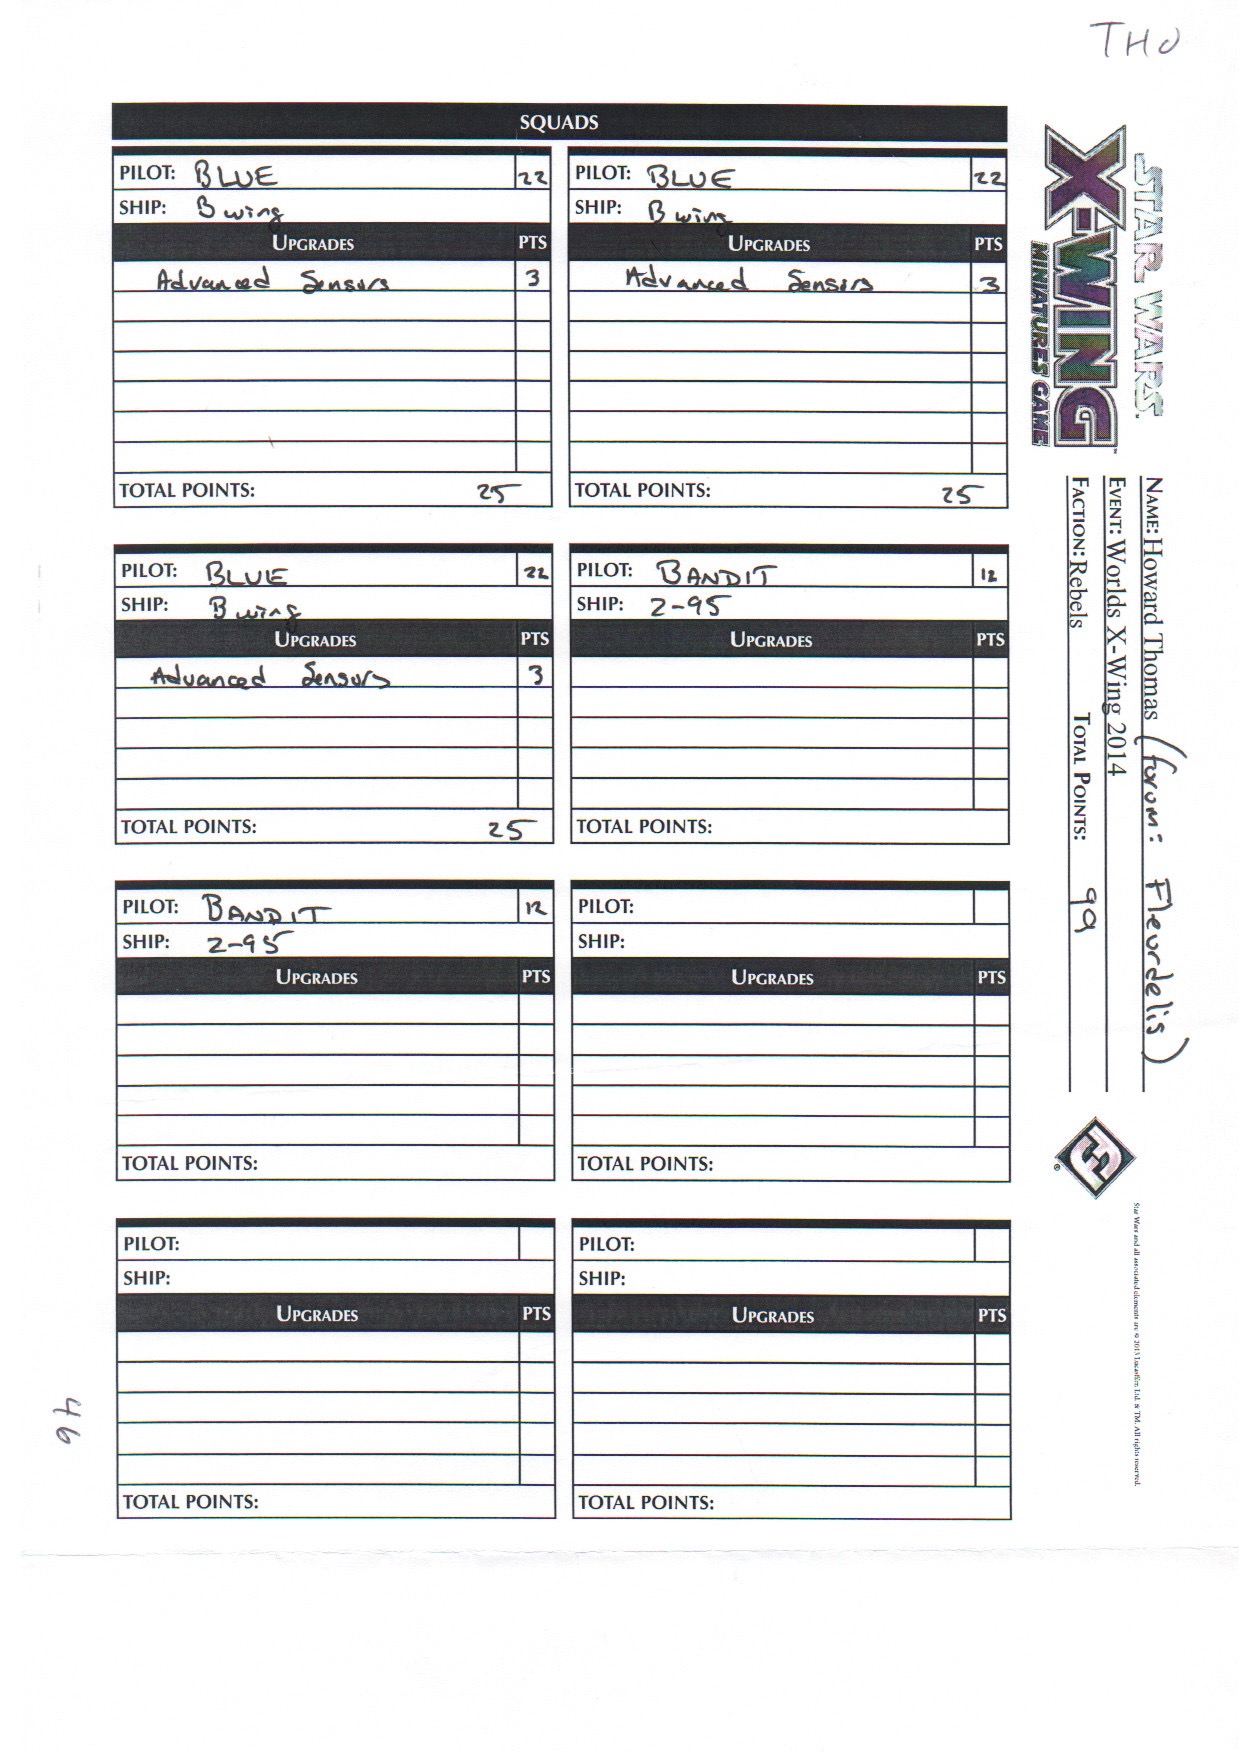 THO
SQUADS
PILOT: BLUE 22
SHIP: B wing
UPGRADES PTS
Advanced Sensors 3
TOTAL POINTS: 25
PILOT: BLUE 22
SHIP: B wing
UPGRADES PTS
Advanced Sensors 3
TOTAL POINTS: 25
PILOT: BLUE 22
SHIP: B wing
UPGRADES PTS
Advanced Sensors 3
TOTAL POINTS: 25
PILOT: BANDIT 12
SHIP: Z-95
UPGRADES PTS
TOTAL POINTS:
PILOT: BANDIT 12
SHIP: Z-95
UPGRADES PTS
TOTAL POINTS:
PILOT:
SHIP:
UPGRADES PTS
TOTAL POINTS:
PILOT:
SHIP:
UPGRADES PTS
TOTAL POINTS:
PILOT:
SHIP:
UPGRADES PTS
TOTAL POINTS:
STAR WARS™
X-WING™
MINIATURES GAME
NAME: Howard Thomas (forum: Fleurdelis)
EVENT: Worlds X-Wing 2014
FACTION: Rebels TOTAL POINTS: 99
Star Wars and all associated elements are © 2013 Lucasfilm Ltd. & TM. All rights reserved.
46